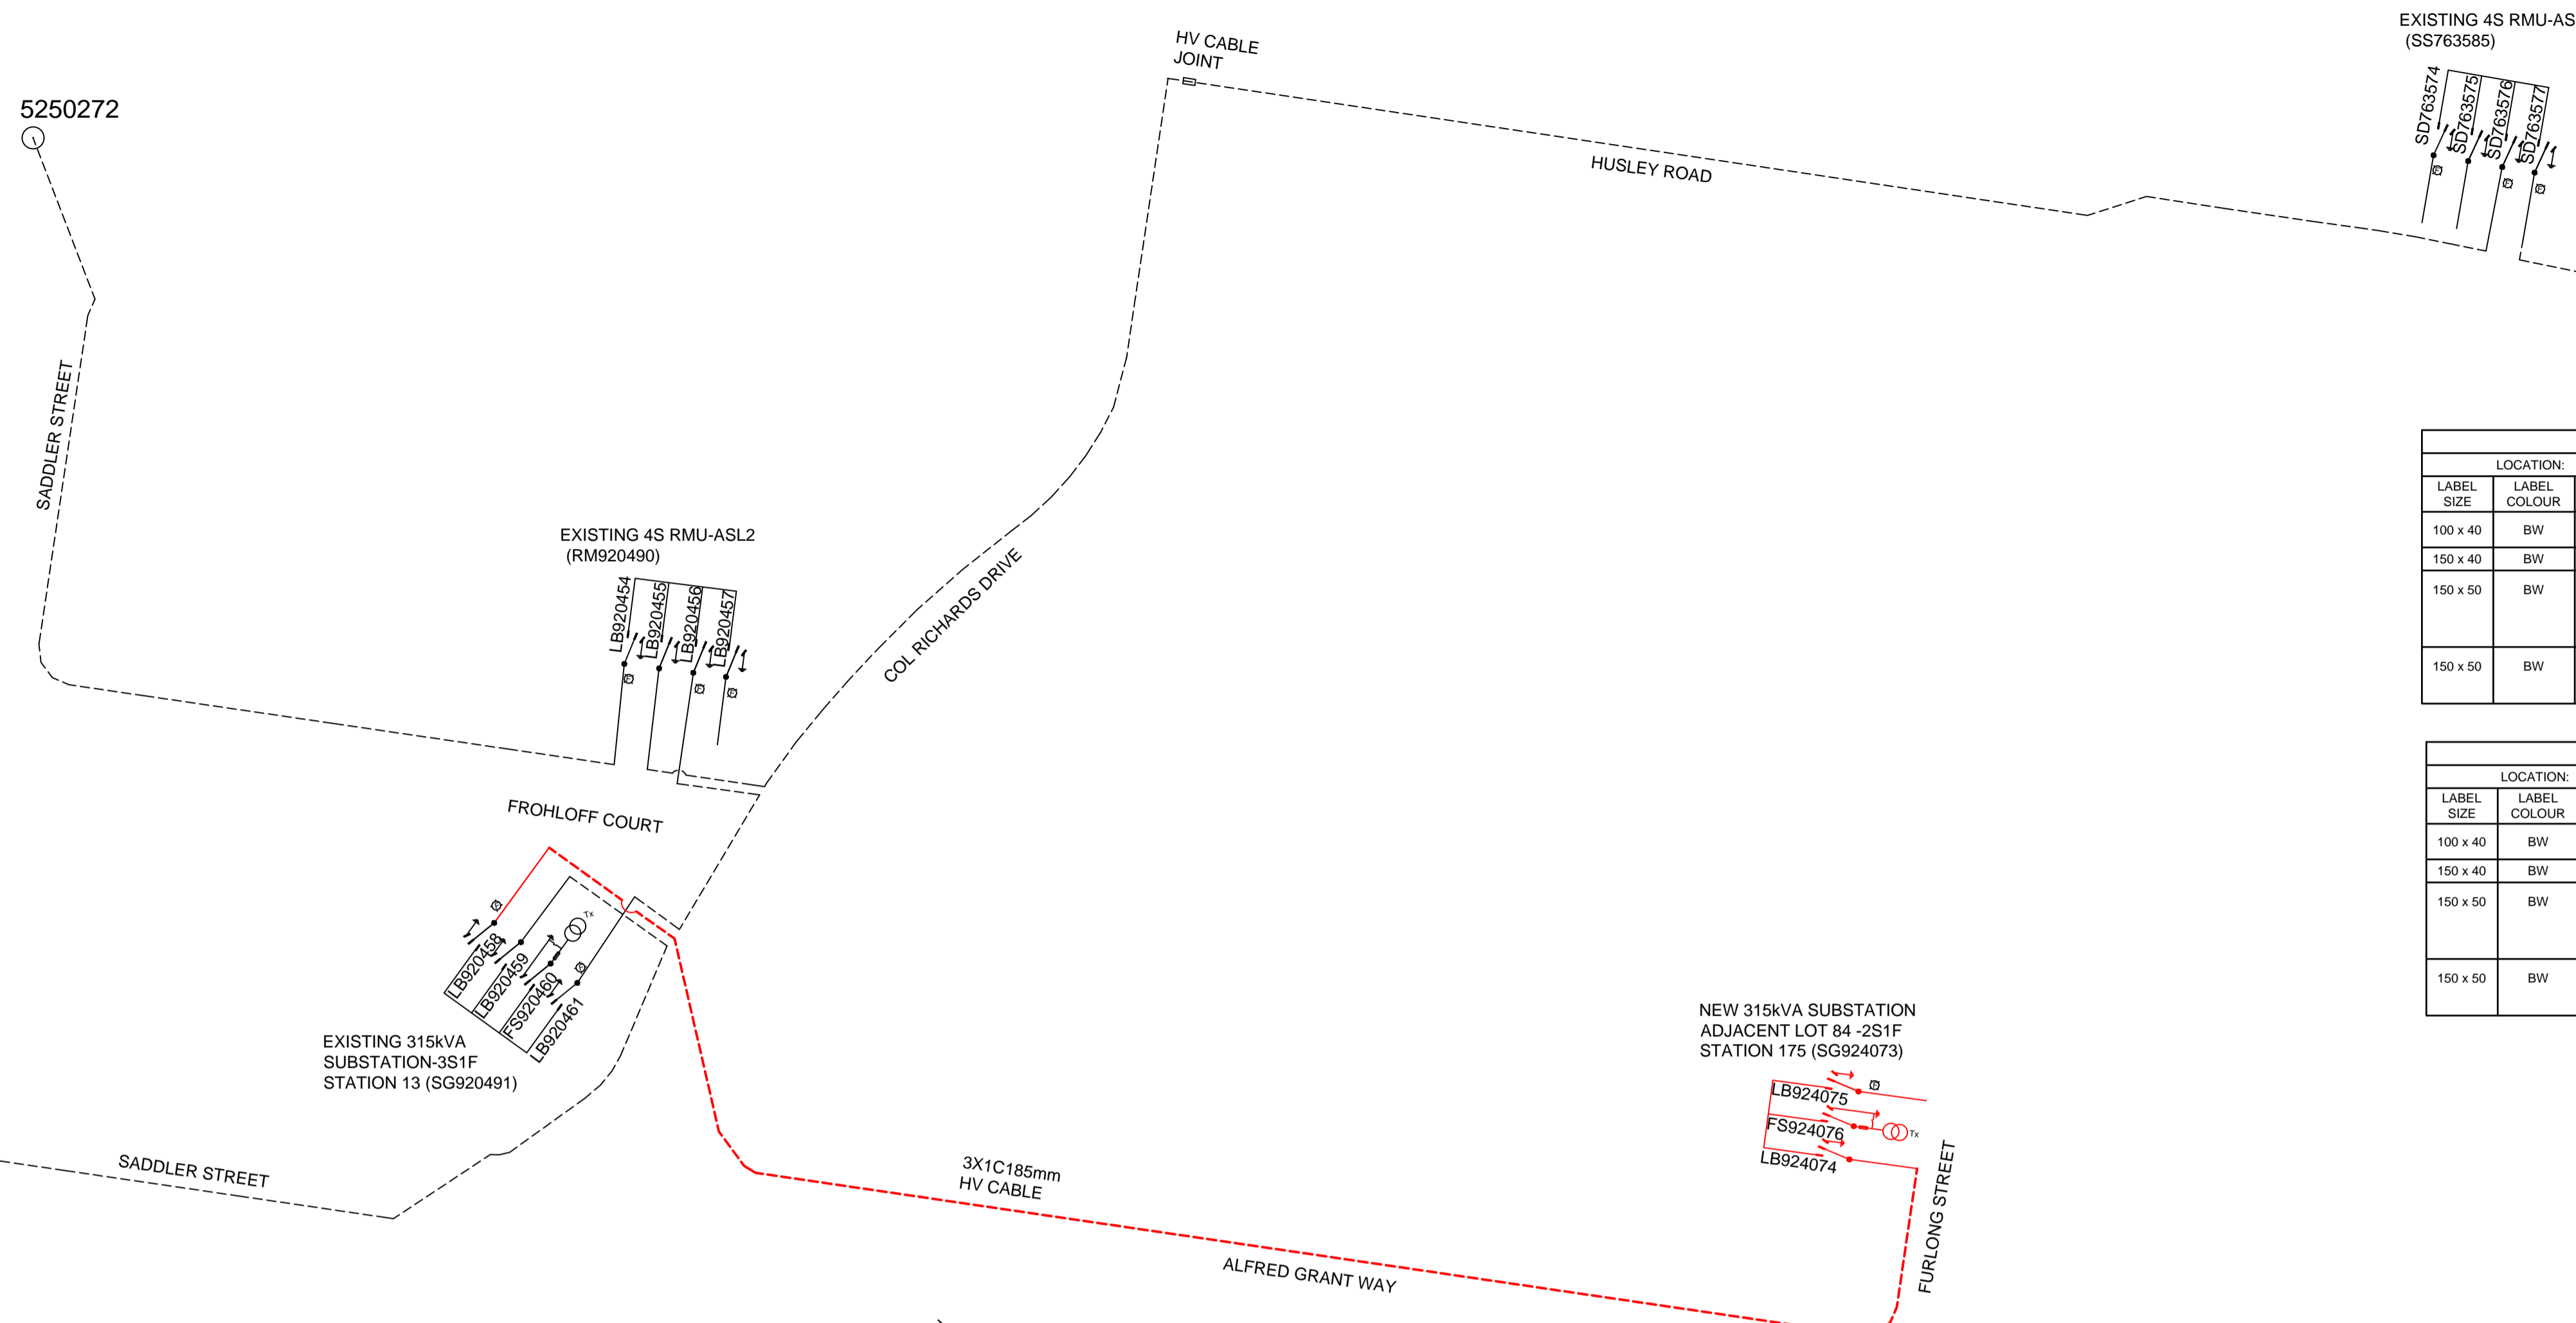 EXISTING 4S RMU-AS
(SS763585)
HV CABLE
JOINT
5250272
SD763574
SD763575
SD763576
SD763577
HUSLEY ROAD
SADDLER STREET
LOCATION:
LABEL SIZE LABEL COLOUR
100 x 40 BW
150 x 40 BW
150 x 50 BW
150 x 50 BW
EXISTING 4S RMU-ASL2
(RM920490)
LB920454
LB920455
LB920456
LB920457
COL RICHARDS DRIVE
LOCATION:
LABEL SIZE LABEL COLOUR
100 x 40 BW
150 x 40 BW
150 x 50 BW
150 x 50 BW
FROHLOFF COURT
Tx
LB920458
LB920459
FS920460
LB920461
EXISTING 315kVA
SUBSTATION-3S1F
STATION 13 (SG920491)
NEW 315kVA SUBSTATION
ADJACENT LOT 84 -2S1F
STATION 175 (SG924073)
LB924075
FS924076
Tx
LB924074
SADDLER STREET
3X1C185mm
HV CABLE
FURLONG STREET
ALFRED GRANT WAY